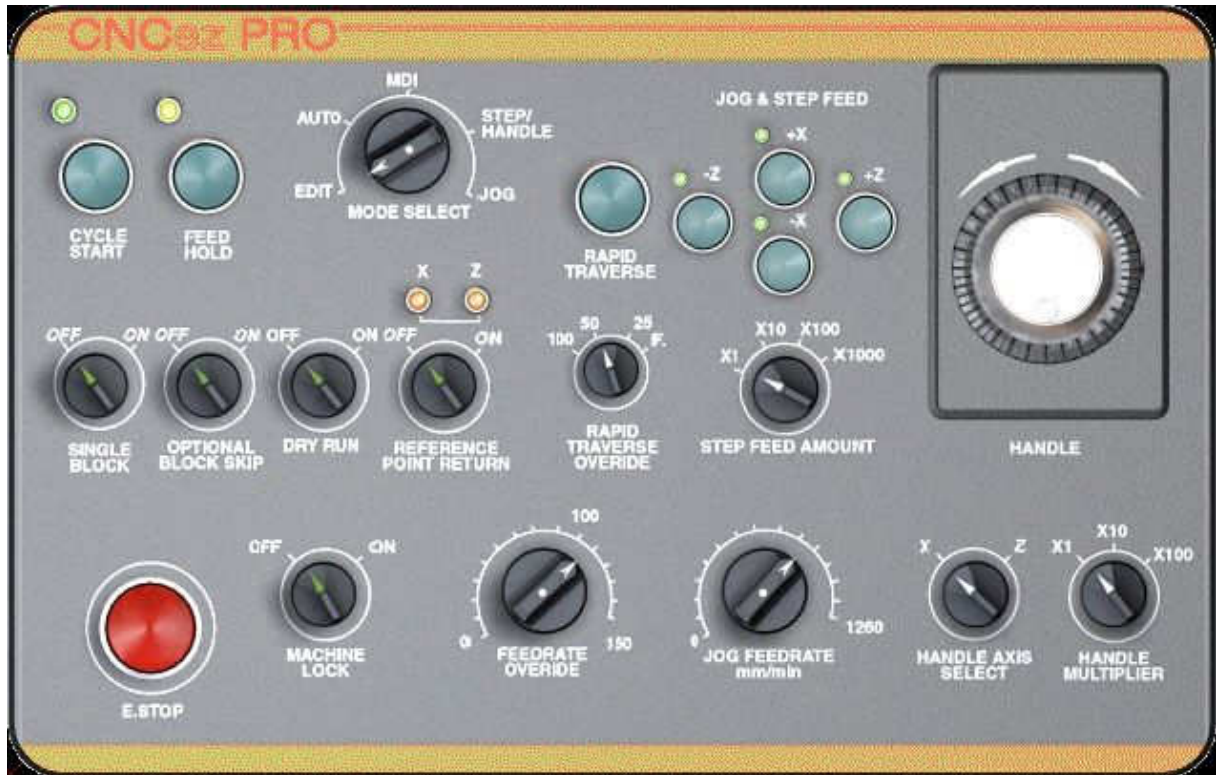 CNCez PRO
MDI
AUTO
STEP/
HANDLE
EDIT
JOG
MODE SELECT
CYCLE
START
FEED
HOLD
JOG & STEP FEED
+X
-Z
+Z
-X
RAPID
TRAVERSE
X Z
OFF ON
SINGLE
BLOCK
OFF ON
OPTIONAL
BLOCK SKIP
OFF ON
DRY RUN
OFF ON
REFERENCE
POINT RETURN
100 50 25 F.
RAPID
TRAVERSE
OVERIDE
X1 X10 X100 X1000
STEP FEED AMOUNT
HANDLE
E.STOP
OFF ON
MACHINE
LOCK
0 100 150
FEEDRATE
OVERIDE
0 1260
JOG FEEDRATE
mm/min
X Z
HANDLE AXIS
SELECT
X1 X10 X100
HANDLE
MULTIPLIER